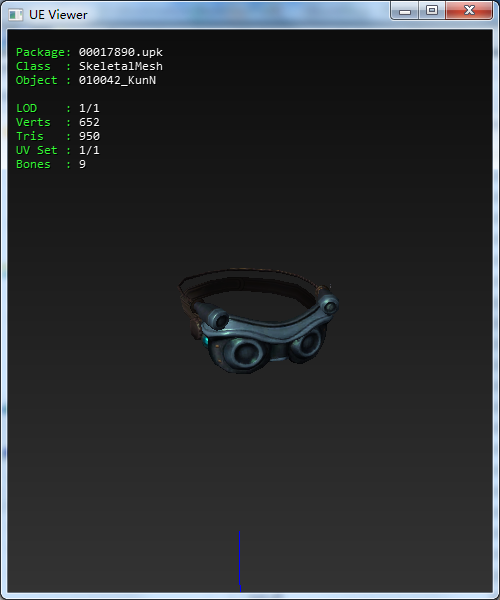 UE Viewer
Package: 00017890.upk
Class  : SkeletalMesh
Object : 010042_KunN
LOD    : 1/1
Verts  : 652
Tris   : 950
UV Set : 1/1
Bones  : 9